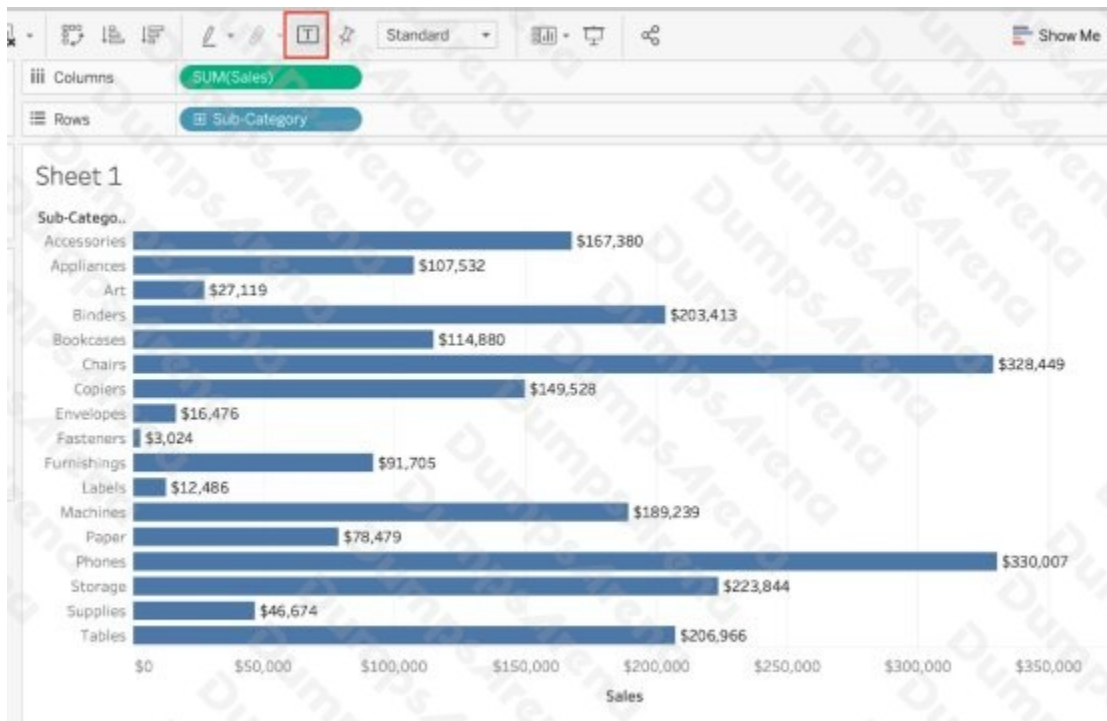 Standard
Show Me
Columns SUM(Sales)
Rows Sub-Category
Sheet 1
Sub-Catego..
Accessories $167,380
Appliances $107,532
Art $27,119
Binders $203,413
Bookcases $114,880
Chairs $328,449
Copiers $149,528
Envelopes $16,476
Fasteners $3,024
Furnishings $91,705
Labels $12,486
Machines $189,239
Paper $78,479
Phones $330,007
Storage $223,844
Supplies $46,674
Tables $206,966
$0 $50,000 $100,000 $150,000 $200,000 $250,000 $300,000 $350,000
Sales
DumpsArena